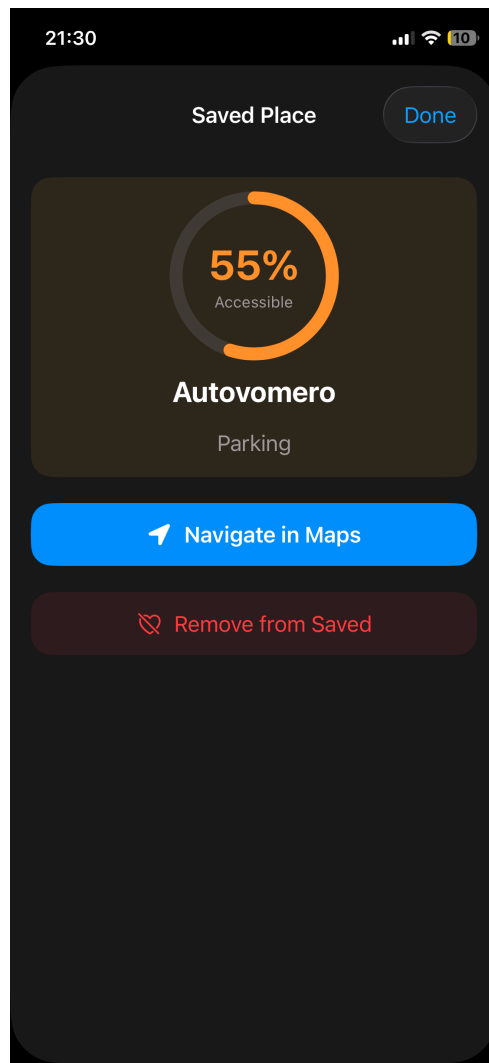 21:30
10
Saved Place
Done
55%
Accessible
Autovomero
Parking
Navigate in Maps
Remove from Saved